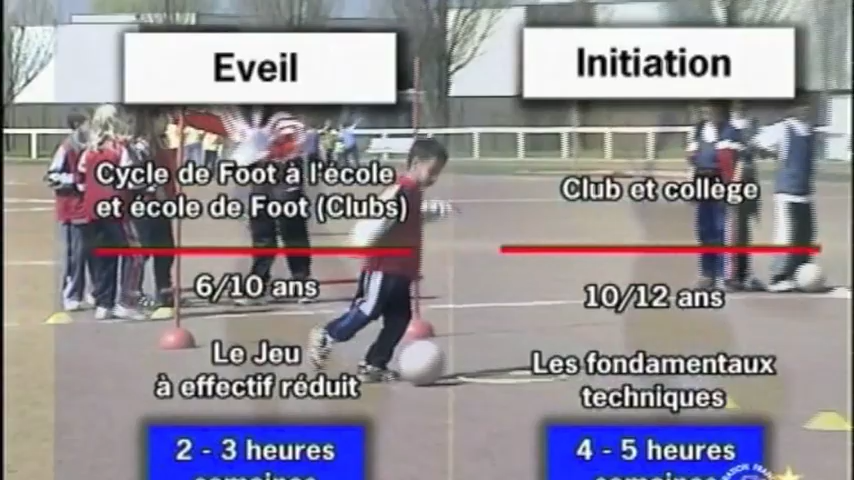 Eveil
Cycle de Foot à l'école
et école de Foot (Clubs)
6/10 ans
Le Jeu
à effectif réduit
2 - 3 heures
Initiation
Club et collège
10/12 ans
Les fondamentaux
techniques
4 - 5 heures